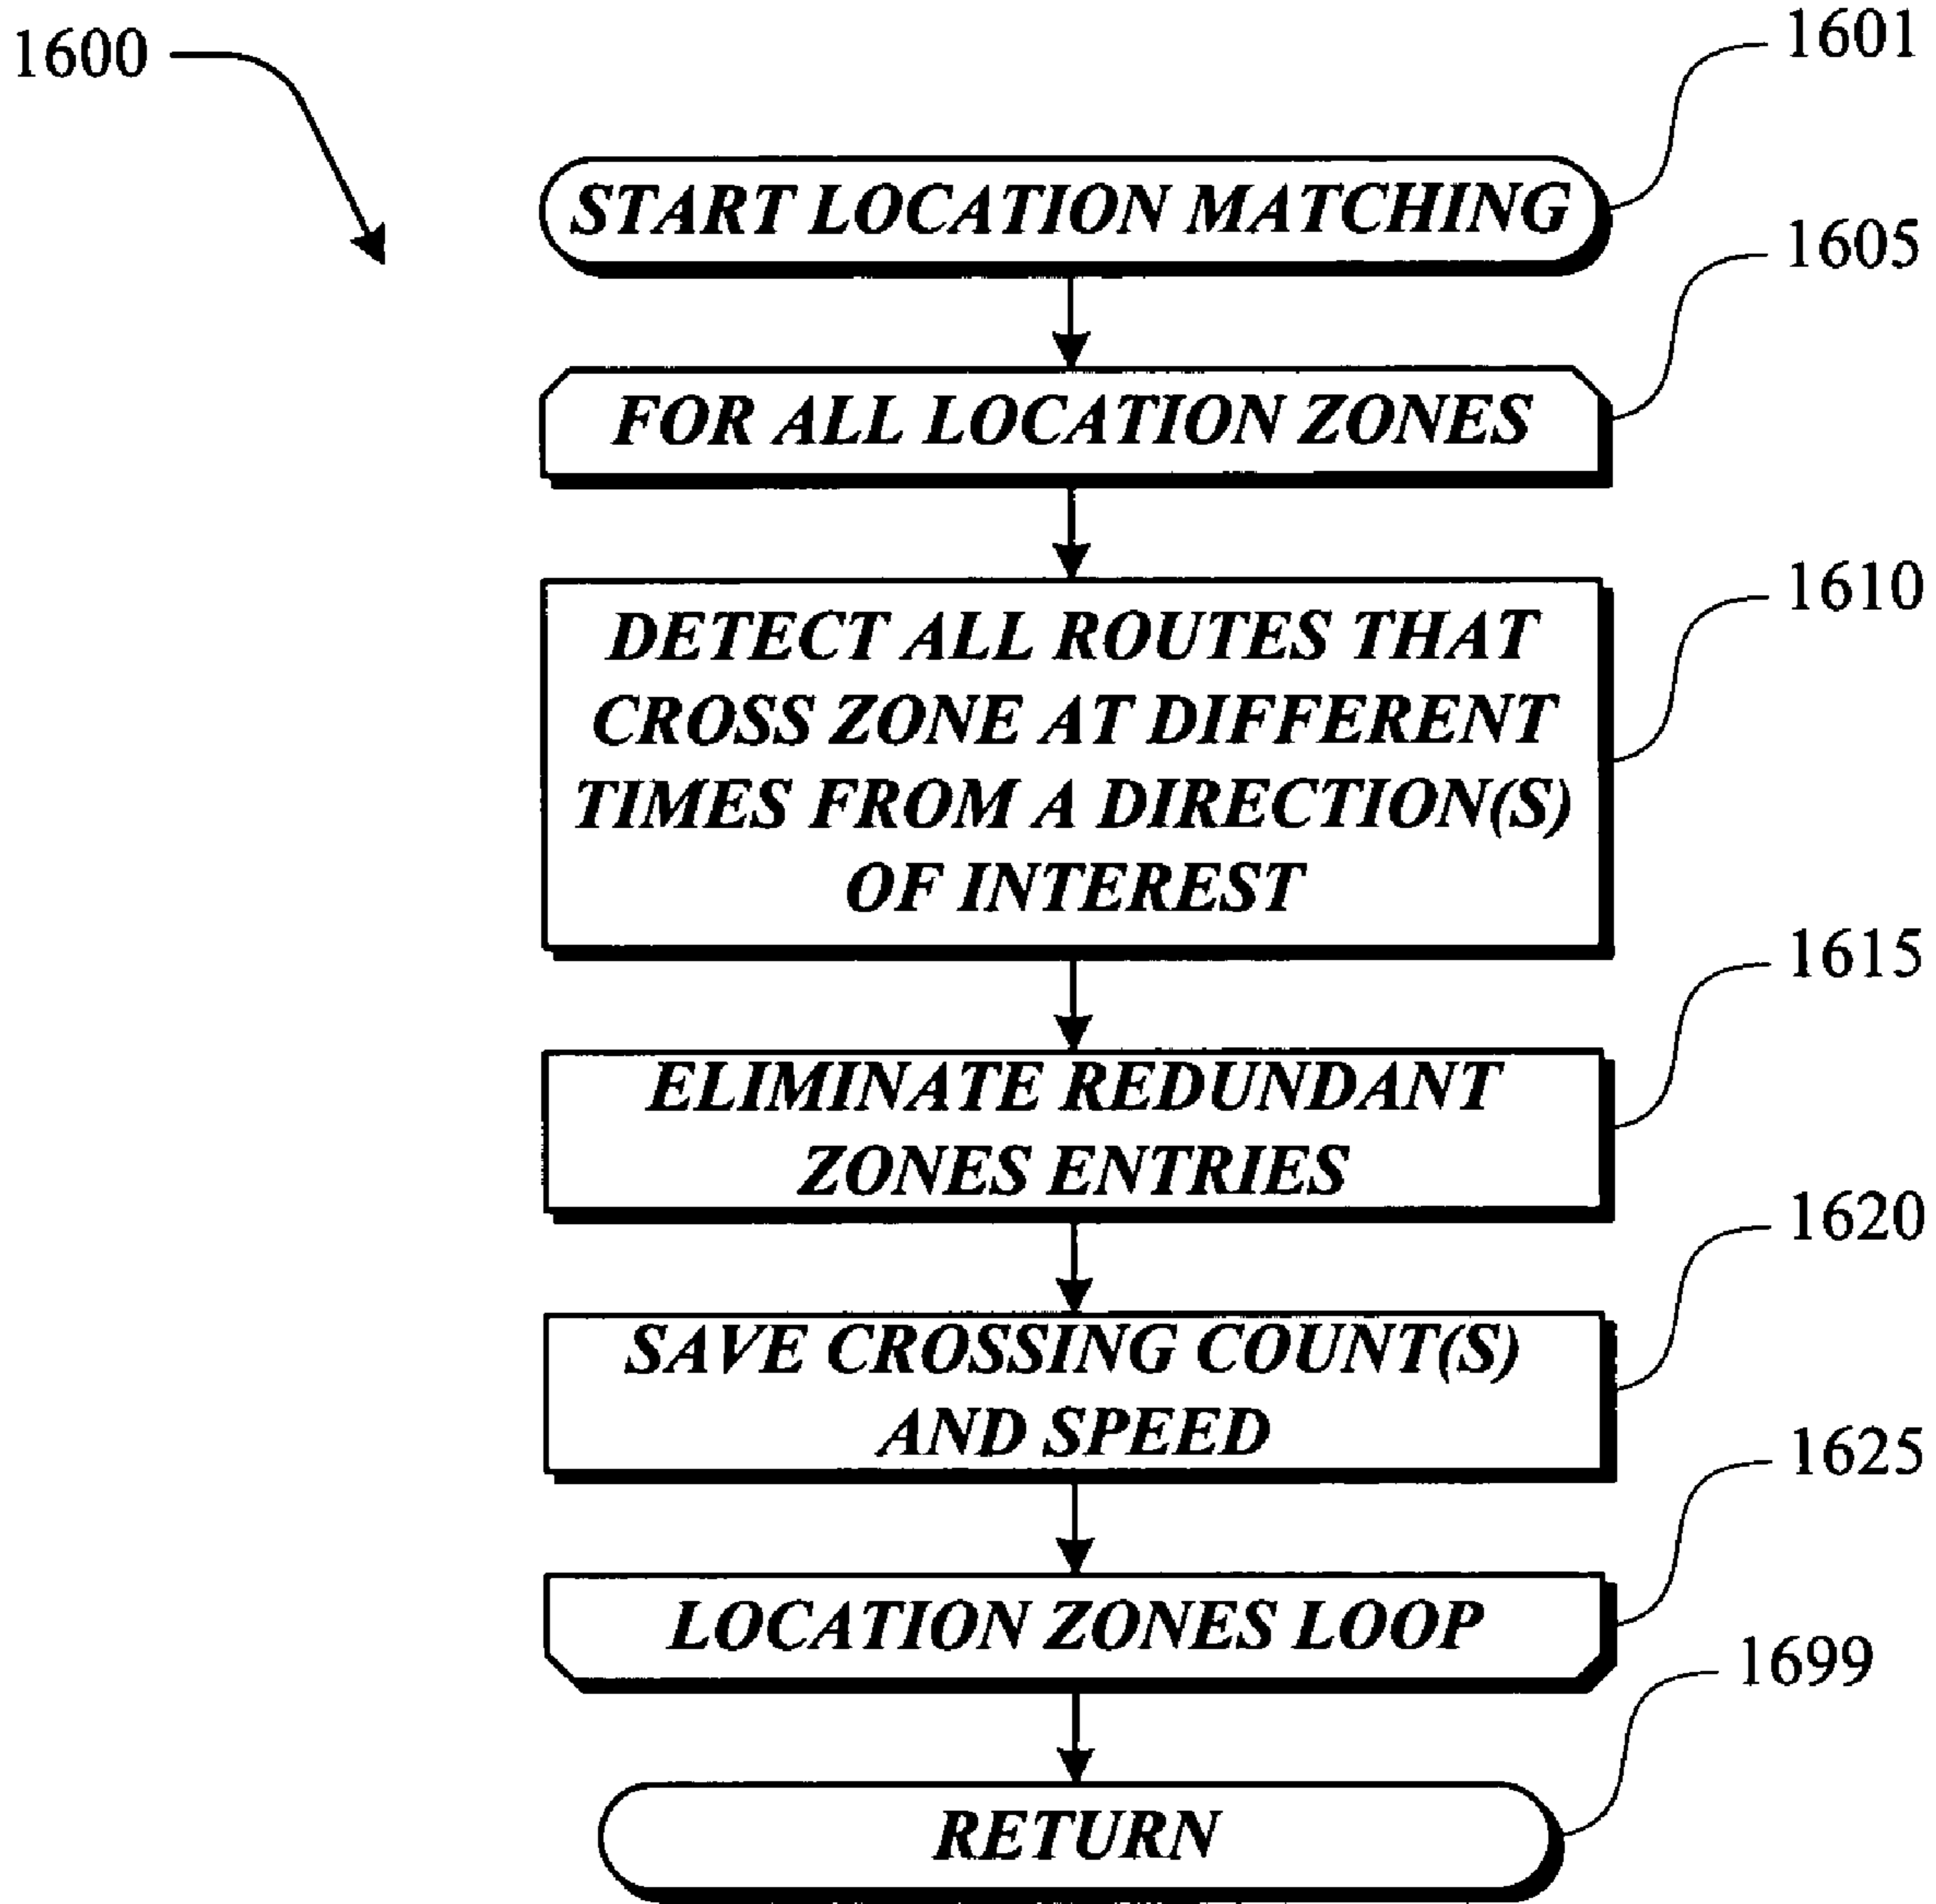 1600
1601
START LOCATION MATCHING
1605
FOR ALL LOCATION ZONES
1610
DETECT ALL ROUTES THAT
CROSS ZONE AT DIFFERENT
TIMES FROM A DIRECTION(S)
OF INTEREST
1615
ELIMINATE REDUNDANT
ZONES ENTRIES
1620
SAVE CROSSING COUNT(S)
AND SPEED
1625
LOCATION ZONES LOOP
1699
RETURN